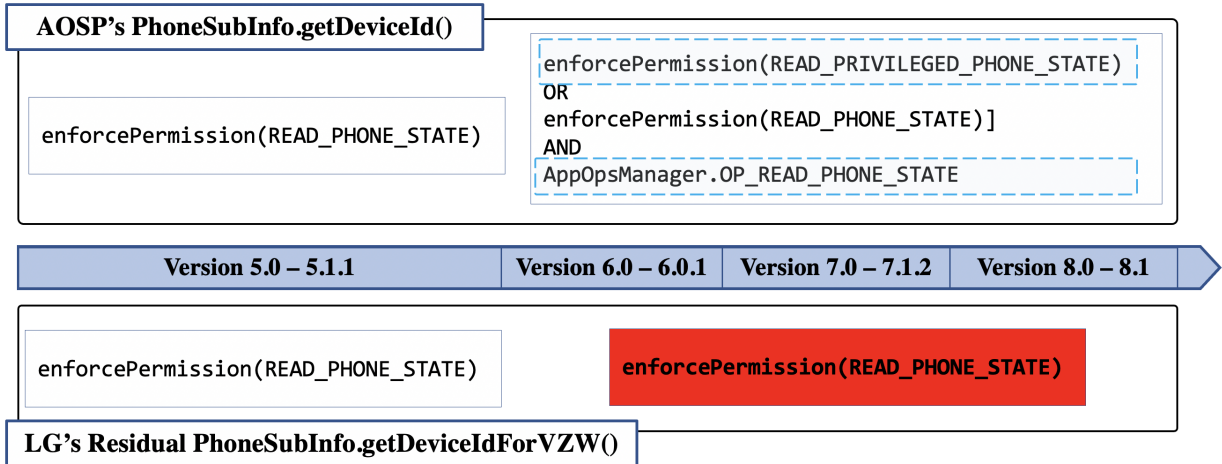 AOSP's PhoneSubInfo.getDeviceId()
enforcePermission(READ_PHONE_STATE)
enforcePermission(READ_PRIVILEGED_PHONE_STATE)
OR
enforcePermission(READ_PHONE_STATE)]
AND
AppOpsManager.OP_READ_PHONE_STATE
Version 5.0 – 5.1.1
Version 6.0 – 6.0.1
Version 7.0 – 7.1.2
Version 8.0 – 8.1
enforcePermission(READ_PHONE_STATE)
enforcePermission(READ_PHONE_STATE)
LG's Residual PhoneSubInfo.getDeviceIdForVZW()